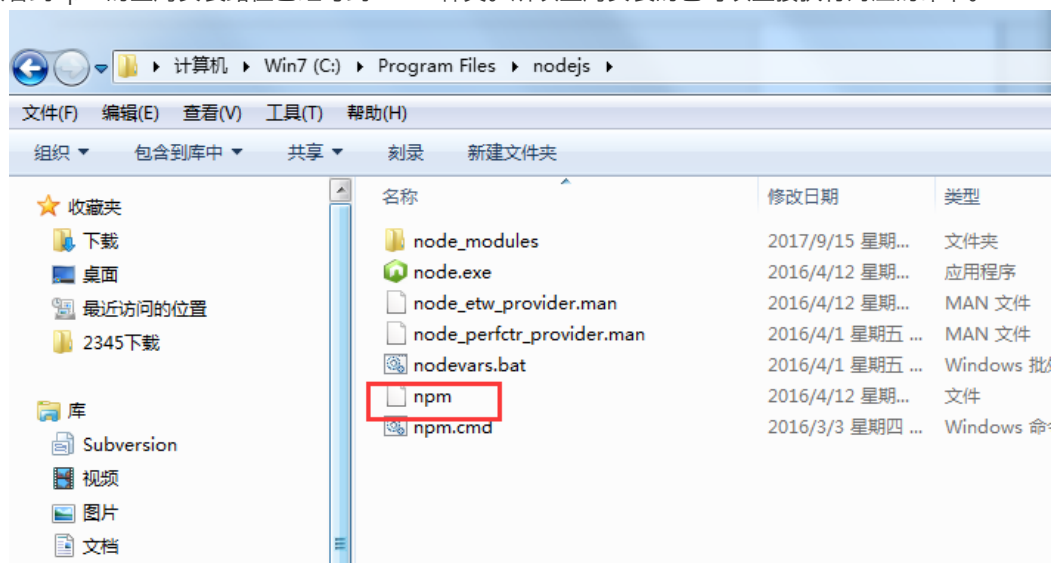 计算机 Win7 (C:) Program Files nodejs
文件(F) 编辑(E) 查看(V) 工具(T) 帮助(H)
组织 包含到库中 共享 刻录 新建文件夹
收藏夹
下载
桌面
最近访问的位置
2345下载
库
Subversion
视频
图片
文档
名称 修改日期 类型
node_modules 2017/9/15 星期... 文件夹
node.exe 2016/4/12 星期... 应用程序
node_etw_provider.man 2016/4/12 星期... MAN 文件
node_perfctr_provider.man 2016/4/1 星期五 ... MAN 文件
nodevars.bat 2016/4/1 星期五 ... Windows 批
npm 2016/4/12 星期... 文件
npm.cmd 2016/3/3 星期四 ... Windows 命